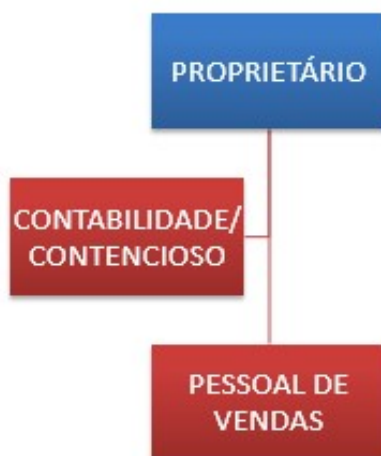 PROPRIETÁRIO
CONTABILIDADE/
CONTENCIOSO
PESSOAL DE
VENDAS